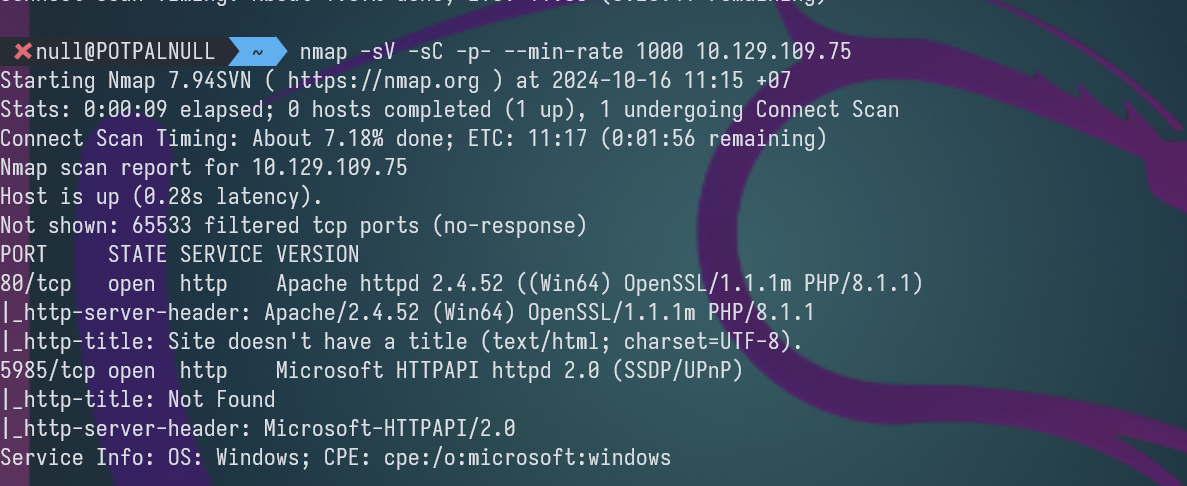 ❌null@POTPALNULL ~ nmap -sV -sC -p- --min-rate 1000 10.129.109.75
Starting Nmap 7.94SVN ( https://nmap.org ) at 2024-10-16 11:15 +07
Stats: 0:00:09 elapsed; 0 hosts completed (1 up), 1 undergoing Connect Scan
Connect Scan Timing: About 7.18% done; ETC: 11:17 (0:01:56 remaining)
Nmap scan report for 10.129.109.75
Host is up (0.28s latency).
Not shown: 65533 filtered tcp ports (no-response)
PORT     STATE SERVICE VERSION
80/tcp   open  http    Apache httpd 2.4.52 ((Win64) OpenSSL/1.1.1m PHP/8.1.1)
|_http-server-header: Apache/2.4.52 (Win64) OpenSSL/1.1.1m PHP/8.1.1
|_http-title: Site doesn't have a title (text/html; charset=UTF-8).
5985/tcp open  http    Microsoft HTTPAPI httpd 2.0 (SSDP/UPnP)
|_http-title: Not Found
|_http-server-header: Microsoft-HTTPAPI/2.0
Service Info: OS: Windows; CPE: cpe:/o:microsoft:windows